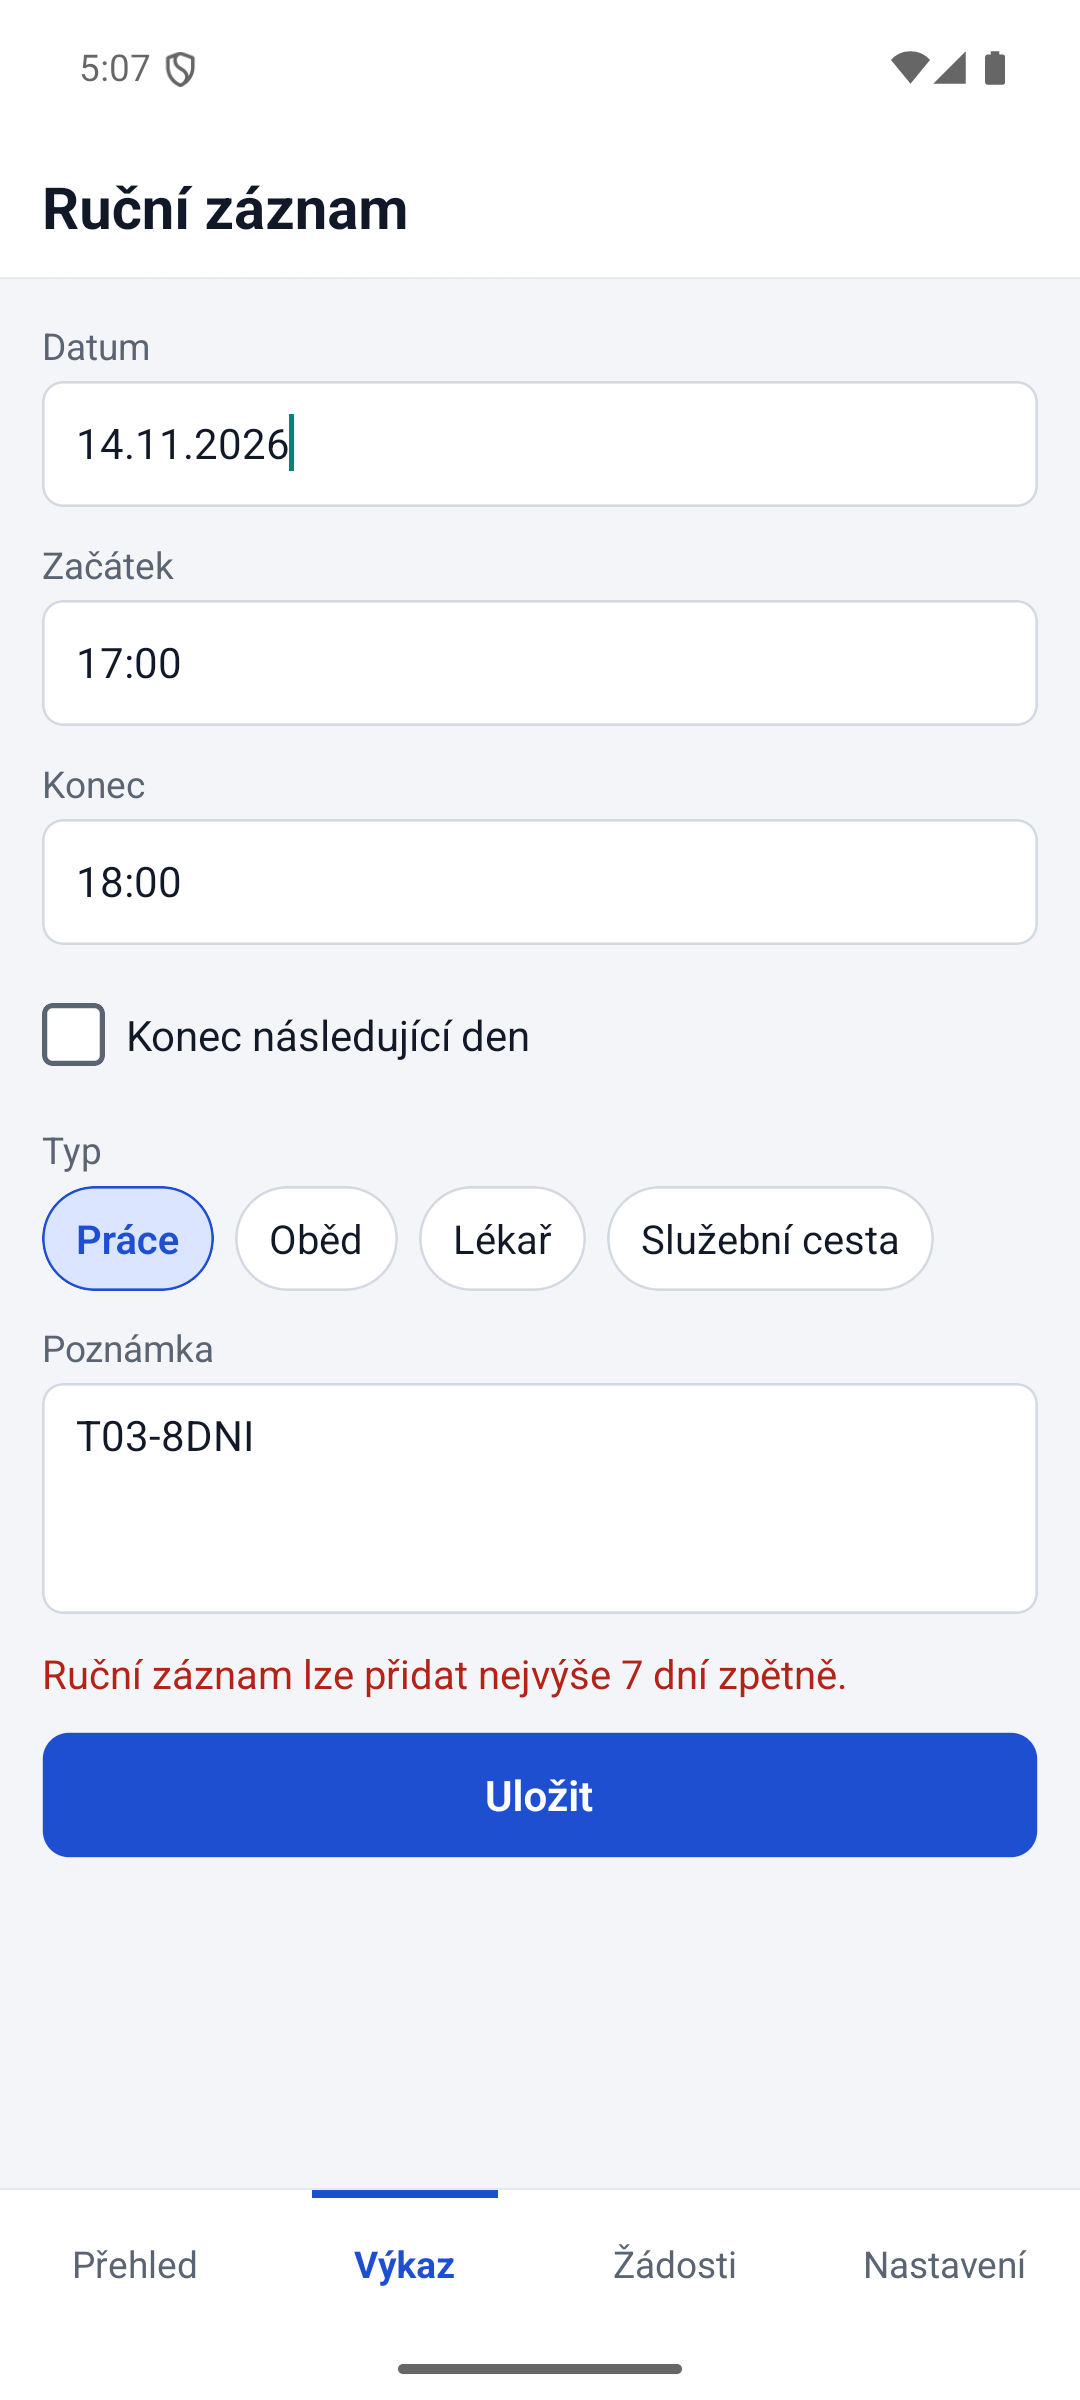 5:07
Ruční záznam
Datum
14.11.2026
Začátek
17:00
Konec
18:00
Konec následující den
Typ
Práce Oběd Lékař Služební cesta
Poznámka
T03-8DNI
Ruční záznam lze přidat nejvýše 7 dní zpětně.
Uložit
Přehled Výkaz Žádosti Nastavení